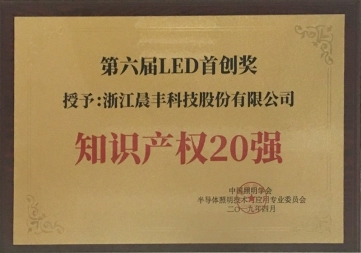 第六届LED首创奖
授予:浙江晨丰科技股份有限公司
知识产权20强
中国照明学会
半导体照明技术与应用专业委员会
二〇一九年四月